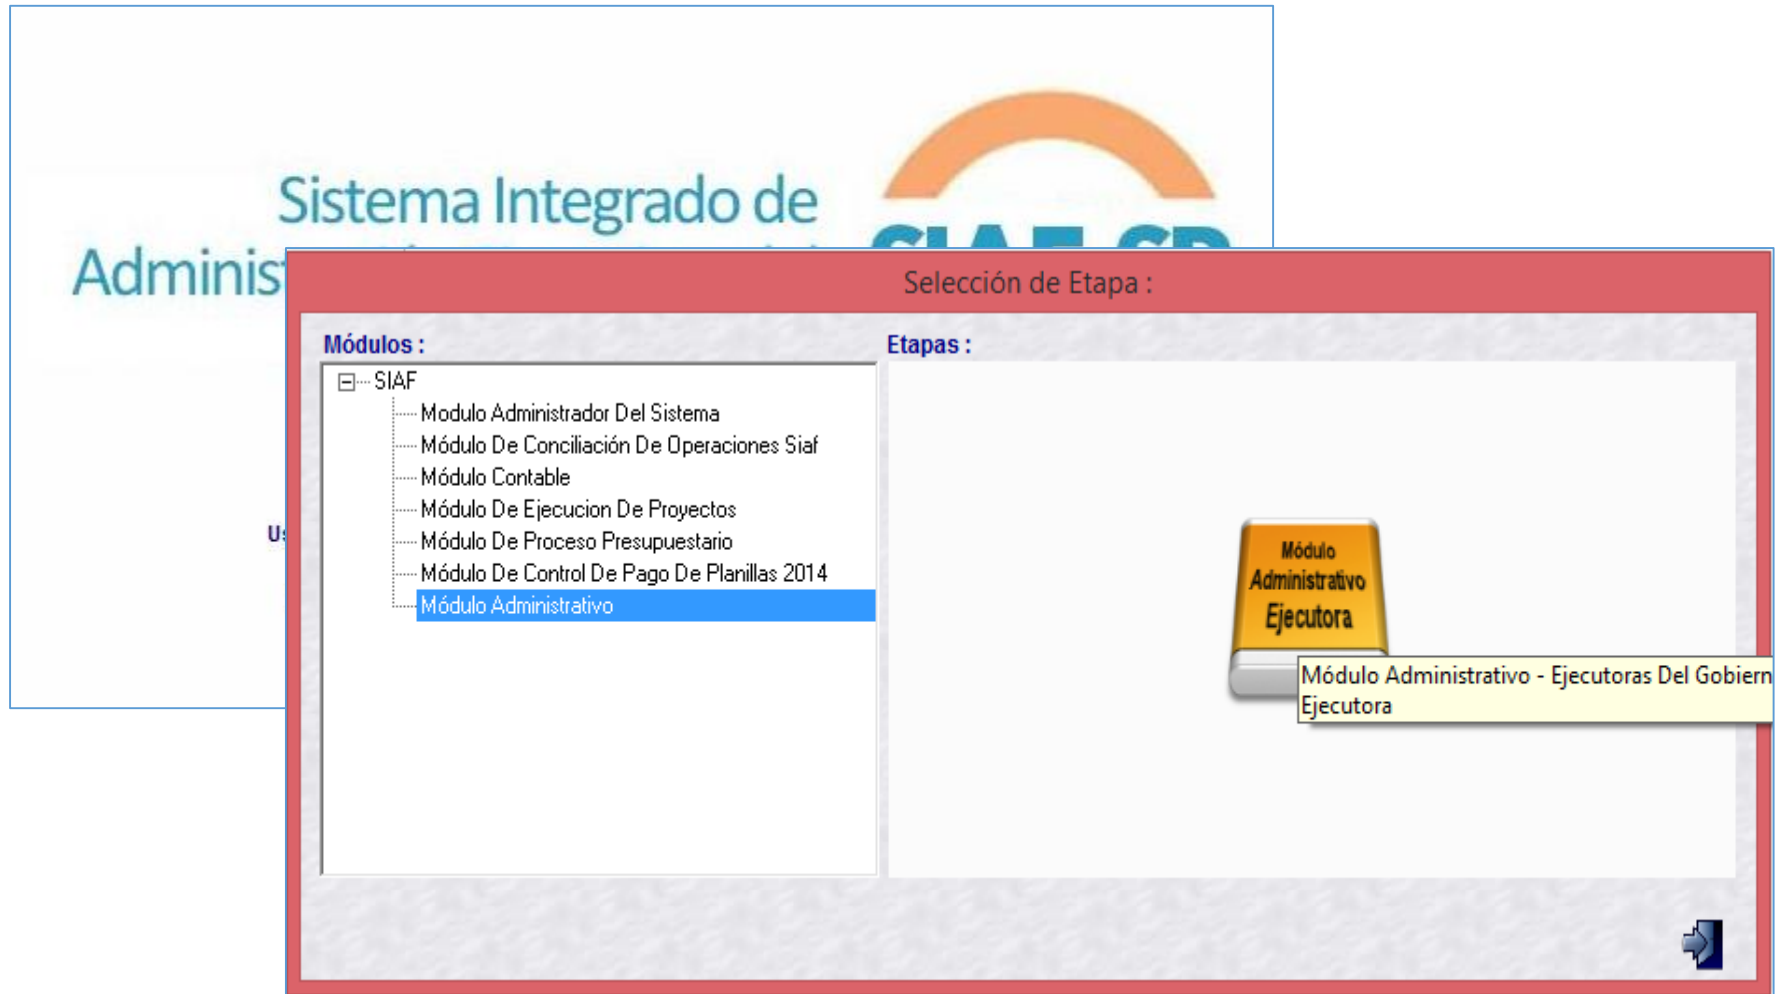 Sistema Integrado de
Adminis
SIAF-SP
Selección de Etapa :
Módulos :
SIAF
Modulo Administrador Del Sistema
Módulo De Conciliación De Operaciones Siaf
Módulo Contable
Módulo De Ejecucion De Proyectos
Módulo De Proceso Presupuestario
Módulo De Control De Pago De Planillas 2014
Módulo Administrativo
Etapas :
Módulo
Administrativo
Ejecutora
Módulo Administrativo - Ejecutoras Del Gobiern
Ejecutora